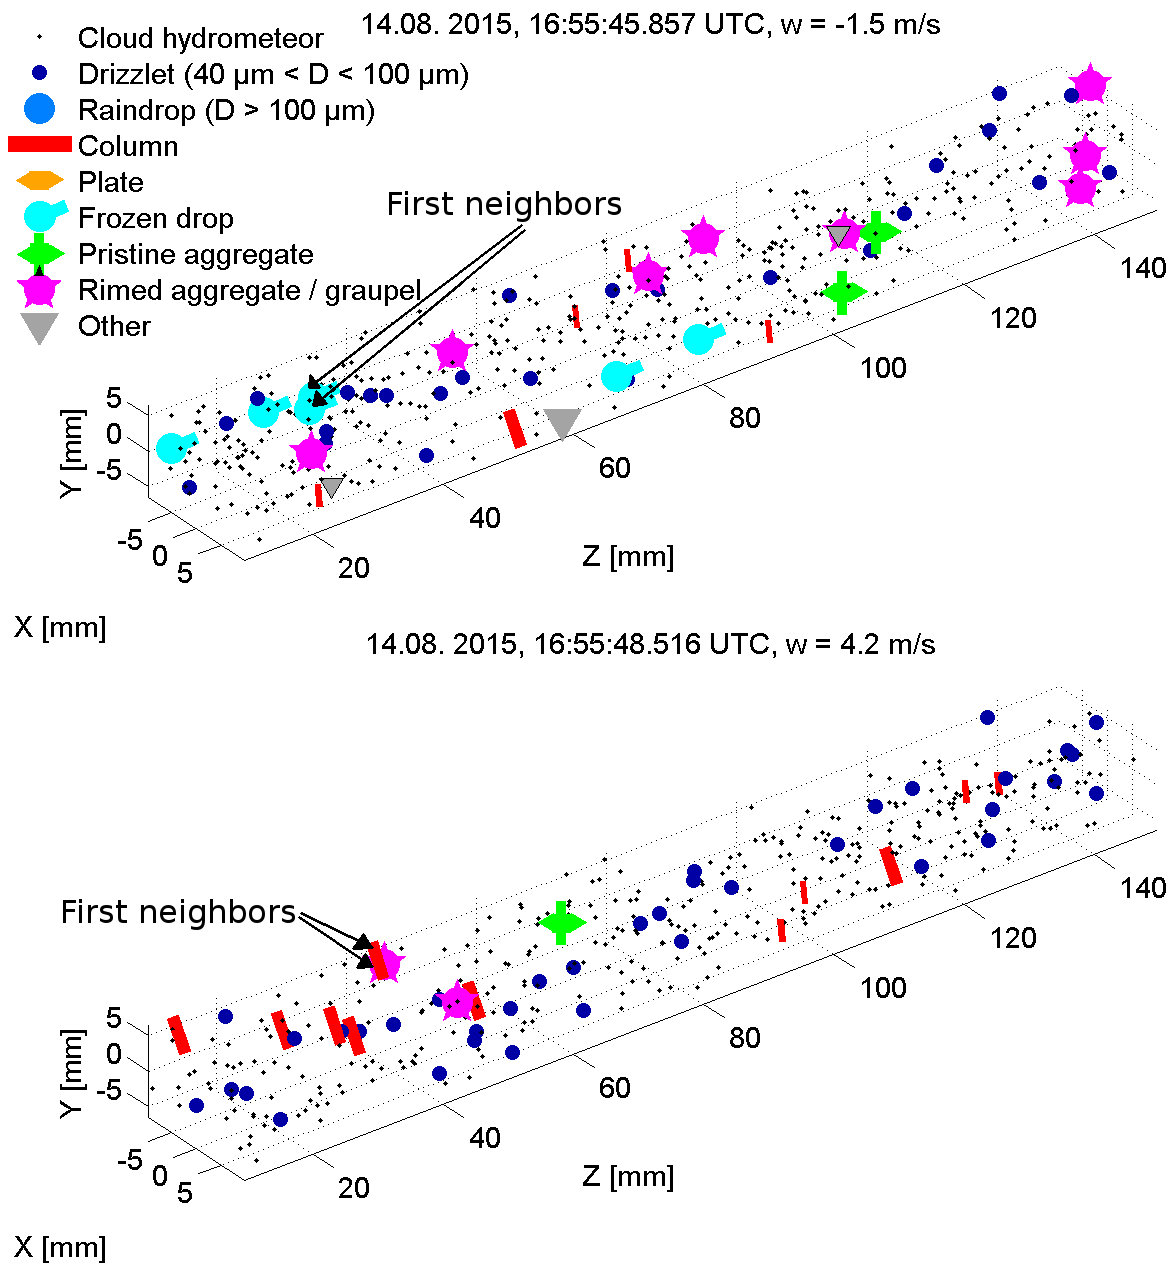 14.08. 2015, 16:55:45.857 UTC, w = -1.5 m/s
Cloud hydrometeor
Drizzlet (40 µm < D < 100 µm)
Raindrop (D > 100 µm)
Column
Plate
Frozen drop
Pristine aggregate
Rimed aggregate / graupel
Other
First neighbors
5
0
-5
Y [mm]
-5
0
5
X [mm]
20
40
60
80
100
120
140
Z [mm]
14.08. 2015, 16:55:48.516 UTC, w = 4.2 m/s
First neighbors
5
0
-5
Y [mm]
-5
0
5
X [mm]
20
40
60
80
100
120
140
Z [mm]